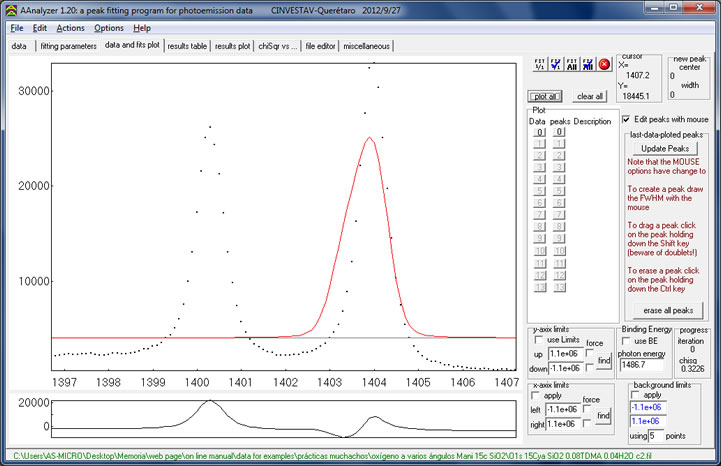 AAnalyzer 1.20: a peak fitting program for photoemission data CINVESTAV-Querétaro 2012/9/27
File Edit Actions Options Help
data fitting parameters data and fits plot results table results plot chiSqr vs ... file editor miscellaneous
30000
20000
10000
1397 1398 1399 1400 1401 1402 1403 1404 1405 1406 1407
20000
0
FIT 1/1 FIT All
cursor
X=
1407.2
Y=
18445.1
new peak
center
0
width
0
plot all clear all
Plot
Data peaks Description
0 0
1 1
2 2
3 3
4 4
5 5
6 6
7 7
8 8
9 9
10 10
11 11
12 12
13 13
Edit peaks with mouse
last-data-ploted peaks
Update Peaks
Note that the MOUSE
options have change to
To create a peak draw
the FWHM with the
mouse
To drag a peak click
on the peak holding
down the Shift key
(beware of doublets!)
To erase a peak click
on the peak holding
down the Ctrl key
erase all peaks
y-axis limits
use Limits force
up 1.1e+06
down -1.1e+06
find
Binding Energy
use BE
photon energy
1486.7
progress
iteration
0
chisq
0.3226
x-axis limits
apply force
left -1.1e+06
right 1.1e+06
find
background limits
apply
-1.1e+06
1.1e+06
using 5 points
C:\Users\AS-MICRO\Desktop\Memoria\web page\on line manual\data for examples\prácticas muchachos\oxígeno a varios ángulos Mani 15c SiO2\O1s 15Cya SiO2 0.08TDMA 0.04H2O c2.fil